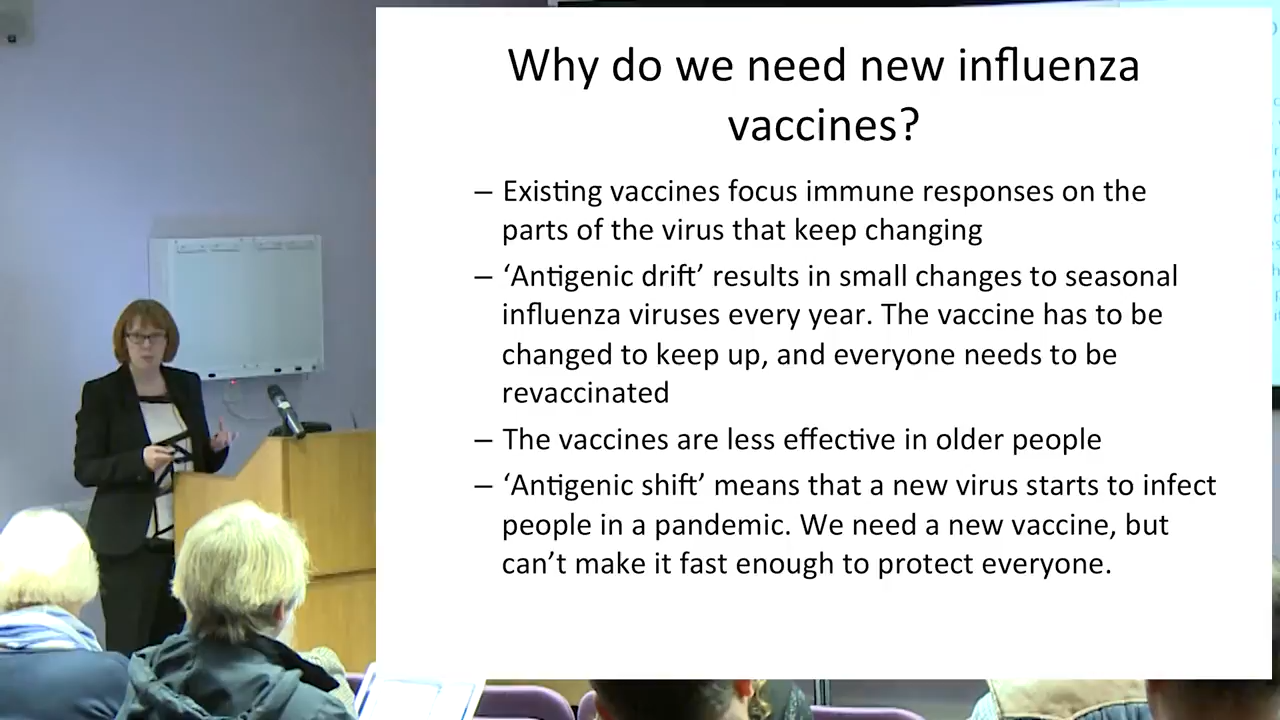 Why do we need new influenza
vaccines?
– Existing vaccines focus immune responses on the
parts of the virus that keep changing
– ‘Antigenic drift’ results in small changes to seasonal
influenza viruses every year. The vaccine has to be
changed to keep up, and everyone needs to be
revaccinated
– The vaccines are less effective in older people
– ‘Antigenic shift’ means that a new virus starts to infect
people in a pandemic. We need a new vaccine, but
can’t make it fast enough to protect everyone.